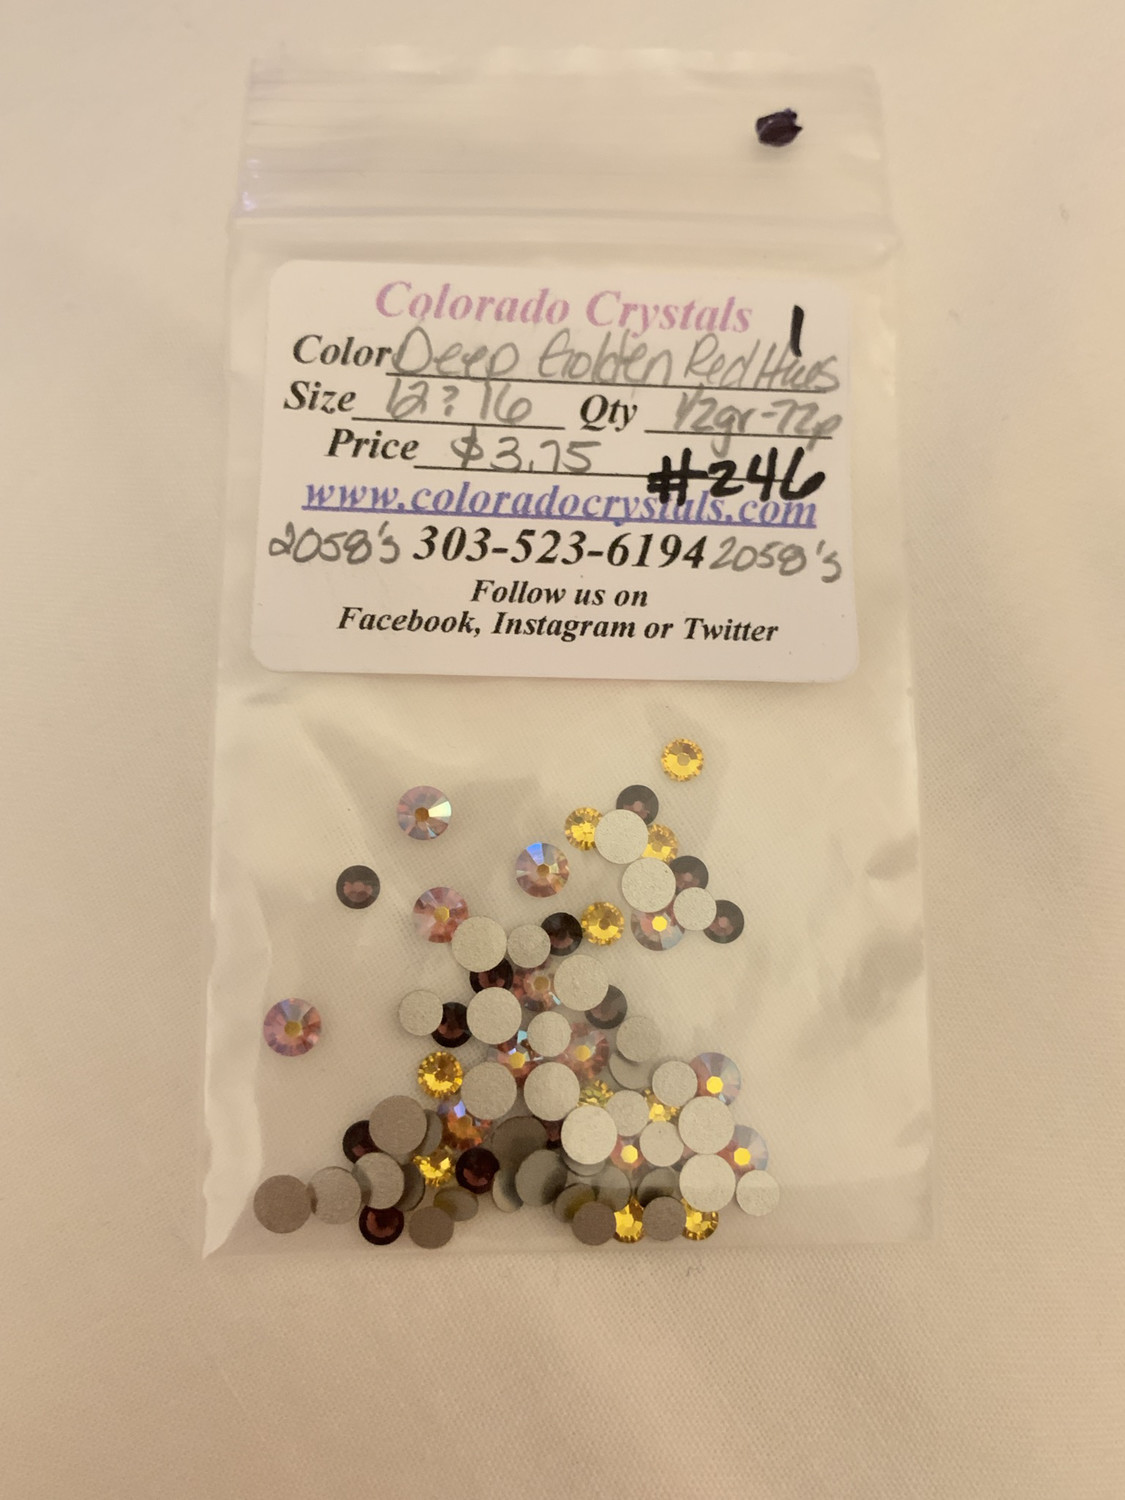 Colorado Crystals 1
Color Deep Golden Red Hues
Size 12? 16 Qty 1/2gr-72p
Price $3.75 #246
www.coloradocrystals.com
2058's 303-523-6194 2058's
Follow us on
Facebook, Instagram or Twitter